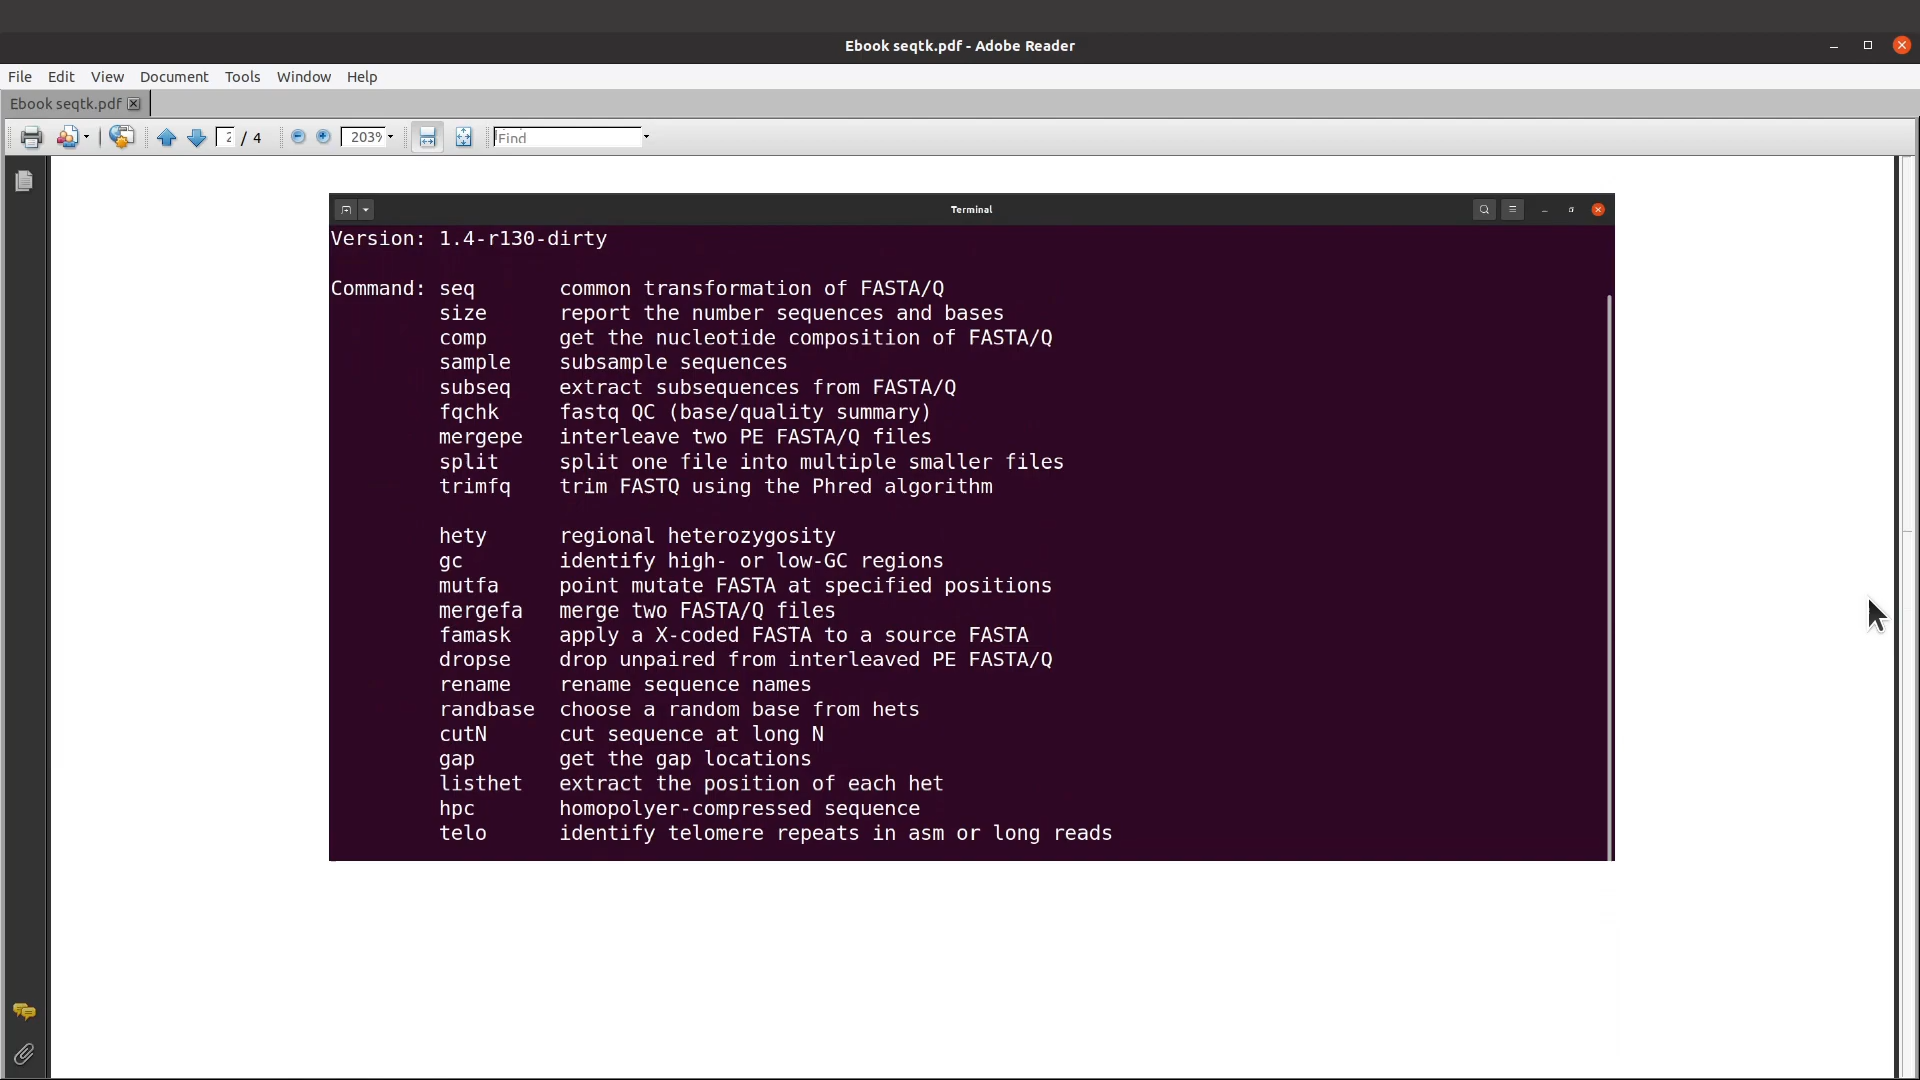 Ebook seqtk.pdf - Adobe Reader
File Edit View Document Tools Window Help
Ebook seqtk.pdf
2 / 4 203% Find
Terminal
Version: 1.4-r130-dirty
Command: seq common transformation of FASTA/Q
size report the number sequences and bases
comp get the nucleotide composition of FASTA/Q
sample subsample sequences
subseq extract subsequences from FASTA/Q
fqchk fastq QC (base/quality summary)
mergepe interleave two PE FASTA/Q files
split split one file into multiple smaller files
trimfq trim FASTQ using the Phred algorithm
hety regional heterozygosity
gc identify high- or low-GC regions
mutfa point mutate FASTA at specified positions
mergefa merge two FASTA/Q files
famask apply a X-coded FASTA to a source FASTA
dropse drop unpaired from interleaved PE FASTA/Q
rename rename sequence names
randbase choose a random base from hets
cutN cut sequence at long N
gap get the gap locations
listhet extract the position of each het
hpc homopolyer-compressed sequence
telo identify telomere repeats in asm or long reads